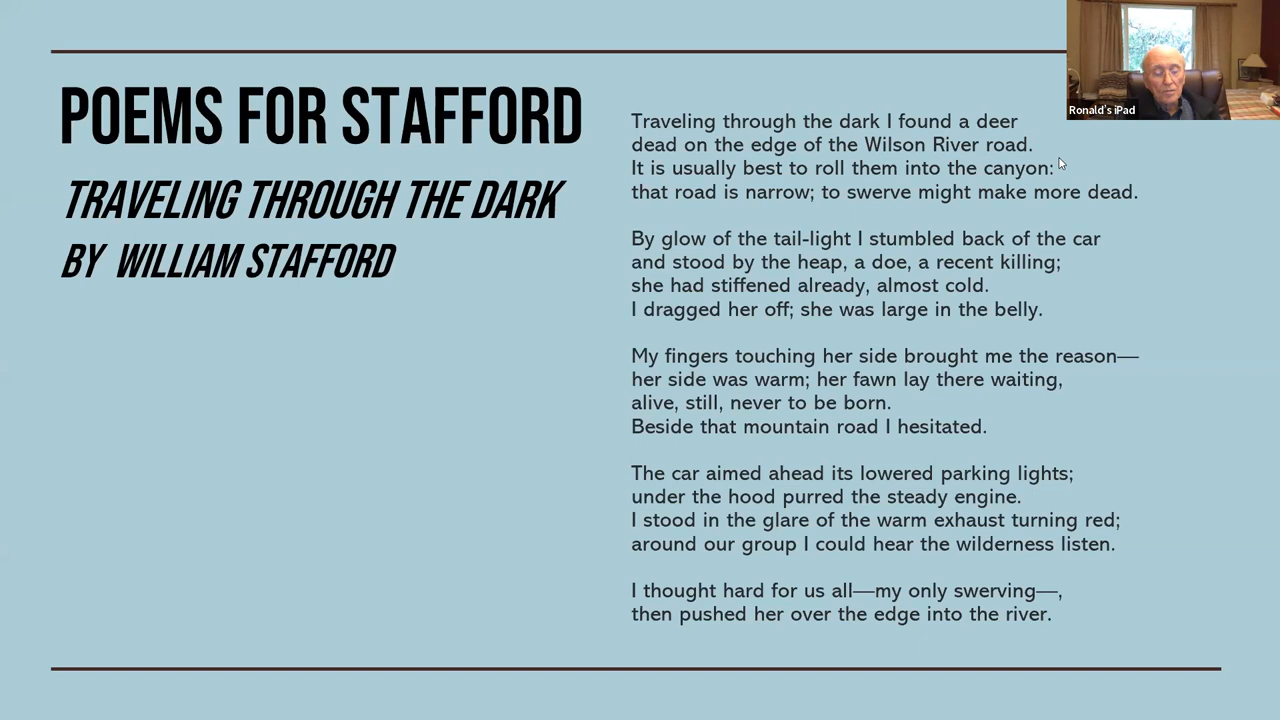 POEMS FOR STAFFORD
TRAVELING THROUGH THE DARK
BY WILLIAM STAFFORD
Ronald's iPad
Traveling through the dark I found a deer
dead on the edge of the Wilson River road.
It is usually best to roll them into the canyon:
that road is narrow; to swerve might make more dead.
By glow of the tail-light I stumbled back of the car
and stood by the heap, a doe, a recent killing;
she had stiffened already, almost cold.
I dragged her off; she was large in the belly.
My fingers touching her side brought me the reason—
her side was warm; her fawn lay there waiting,
alive, still, never to be born.
Beside that mountain road I hesitated.
The car aimed ahead its lowered parking lights;
under the hood purred the steady engine.
I stood in the glare of the warm exhaust turning red;
around our group I could hear the wilderness listen.
I thought hard for us all—my only swerving—,
then pushed her over the edge into the river.